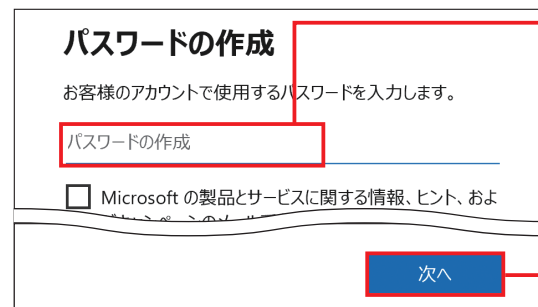 パスワードの作成
お客様のアカウントで使用するパスワードを入力します。
パスワードの作成
Microsoft の製品とサービスに関する情報、ヒント、およ
次へ